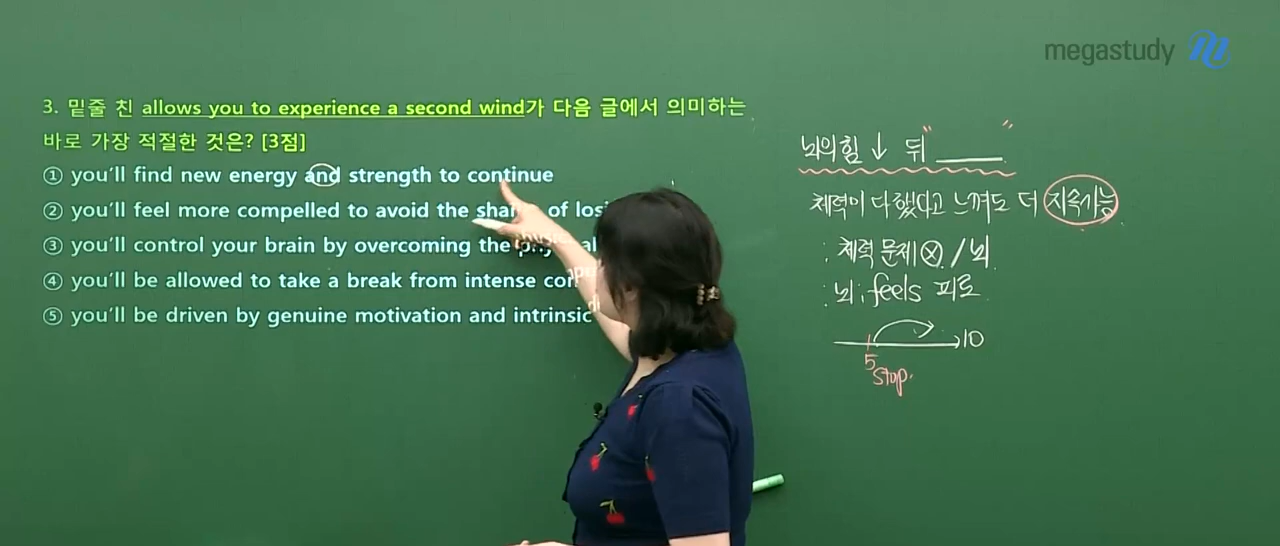 megastudy
3. 밑줄 친 allows you to experience a second wind가 다음 글에서 의미하는
바로 가장 적절한 것은? [3점]
① you'll find new energy and strength to continue
② you'll feel more compelled to avoid the of
③ you'll control your brain by overcoming the physical
④ you'll be allowed to take a break from intense
⑤ you'll be driven by genuine motivation and intrinsic
뇌의 힘 ↓ 뒤 "______"
체력이 다했다고 느껴도 더 지속가능
: 체력 문제 ⓧ / 뇌
: 뇌 ; feels 피로
10
5
Stop.